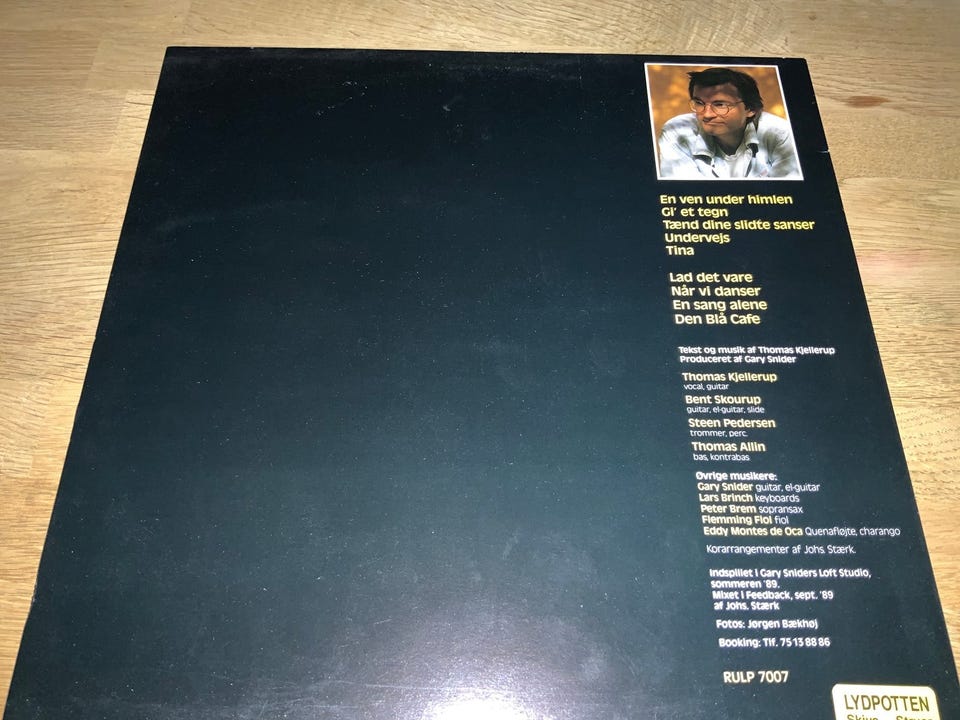 En ven under himlen
Gi' et tegn
Tænd dine slidte sanser
Undervejs
Tina
Lad det vare
Når vi danser
En sang alene
Den Blå Cafe
Tekst og musik af Thomas Kjellerup
Produceret af Gary Snider
Thomas Kjellerup
vocal, guitar
Bent Skourup
guitar, el-guitar, slide
Steen Pedersen
trommer, perc.
Thomas Allin
bas, kontrabas
Øvrige musikere:
Gary Snider guitar, el-guitar
Lars Brinch keyboards
Peter Brem sopransax
Flemming Fiol fiol
Eddy Montes de Oca Quenafløjte, charango
Korarrangementer af Johs. Stærk.
Indspillet i Gary Sniders Loft Studio,
sommeren '89.
Mixet i Feedback, sept. '89
af Johs. Stærk
Fotos: Jørgen Bækhøj
Booking: Tlf. 75 13 88 86
RULP 7007
LYDPOTTEN